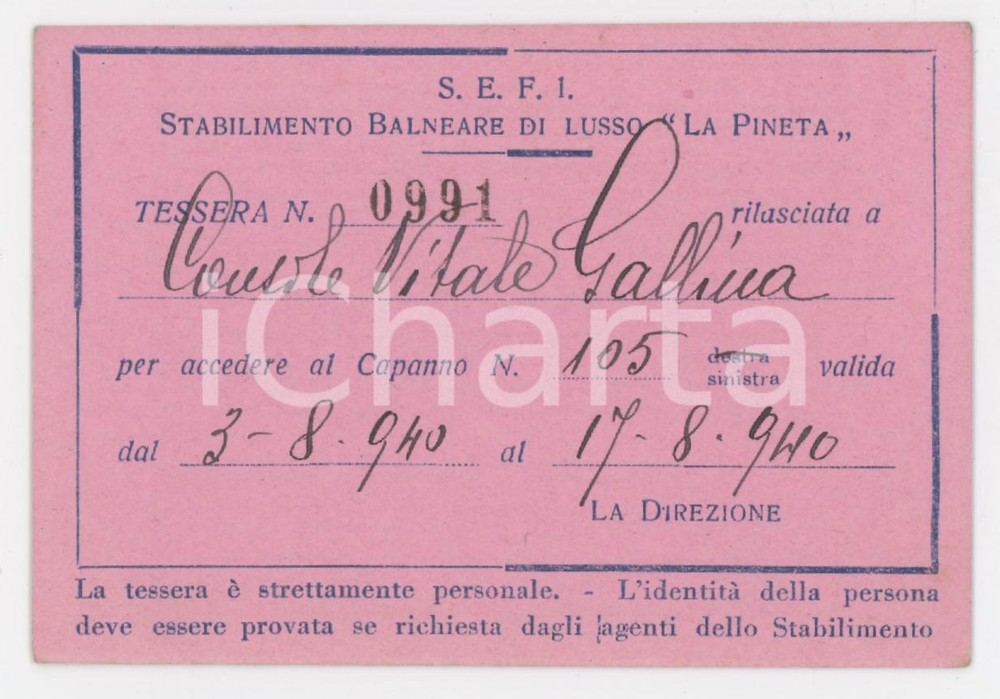 S. E. F. I.
STABILIMENTO BALNEARE DI LUSSO "LA PINETA„
TESSERA N. 0991 rilasciata a
Console Vitale Gallina
per accedere al Capanno N. 105 destra sinistra valida
dal 3-8.940 al 17-8.940
LA DIREZIONE
La tessera è strettamente personale. - L'identità della persona
deve essere provata se richiesta dagli agenti dello Stabilimento
iCharta